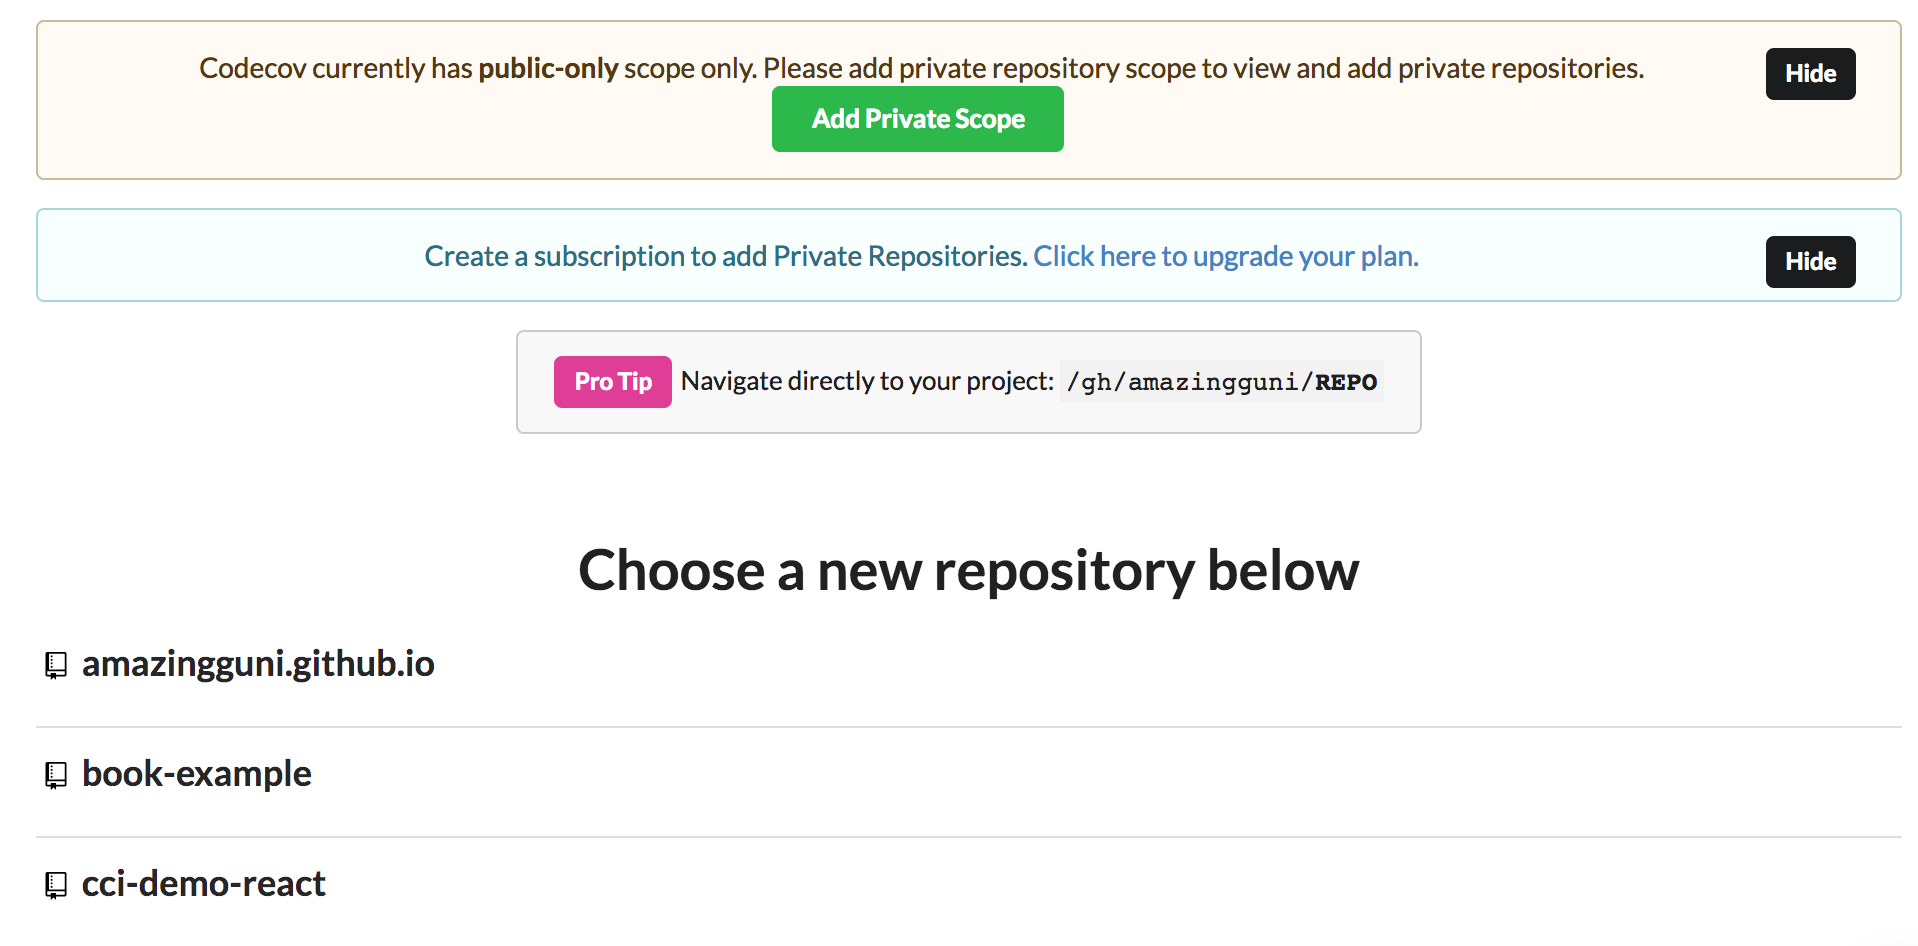 Codecov currently has public-only scope only. Please add private repository scope to view and add private repositories.
Hide
Add Private Scope
Create a subscription to add Private Repositories. Click here to upgrade your plan.
Hide
Pro Tip Navigate directly to your project: /gh/amazingguni/REPO
Choose a new repository below
amazingguni.github.io
book-example
cci-demo-react